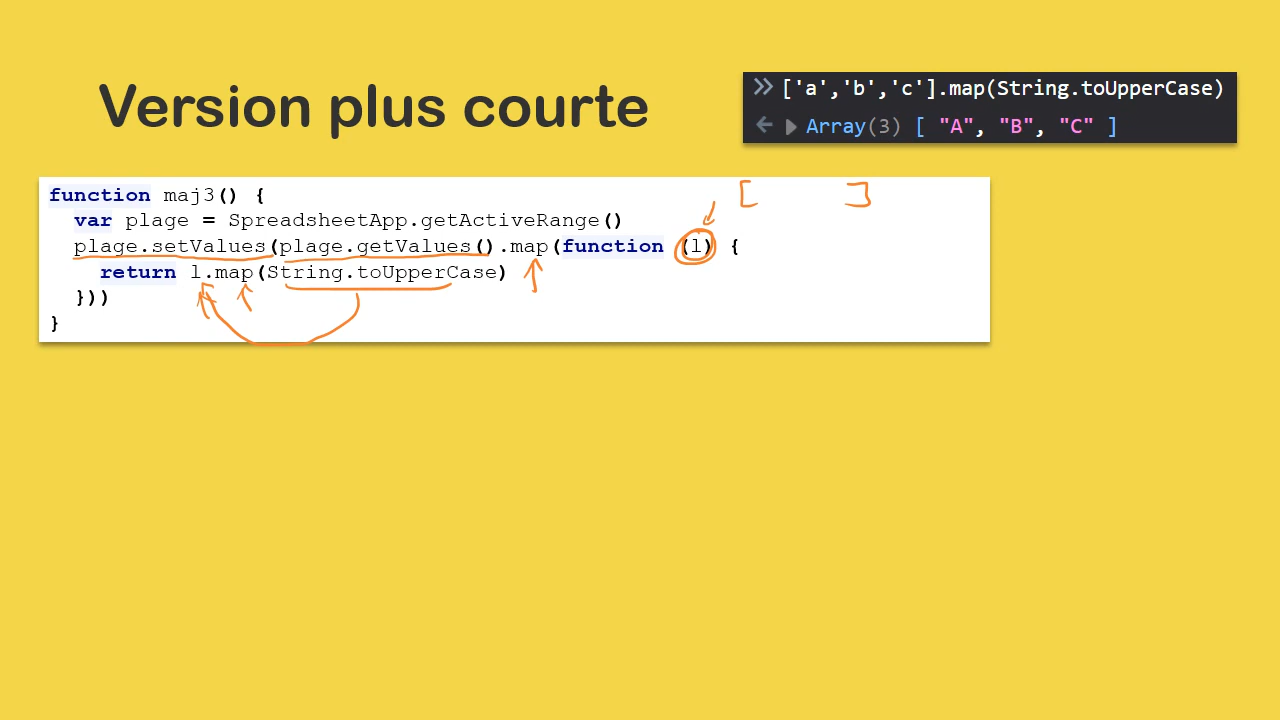 Version plus courte
['a','b','c'].map(String.toUpperCase)
Array(3) [ "A", "B", "C" ]
function maj3() {
var plage = SpreadsheetApp.getActiveRange()
plage.setValues(plage.getValues().map(function (l) {
return l.map(String.toUpperCase)
}))
}